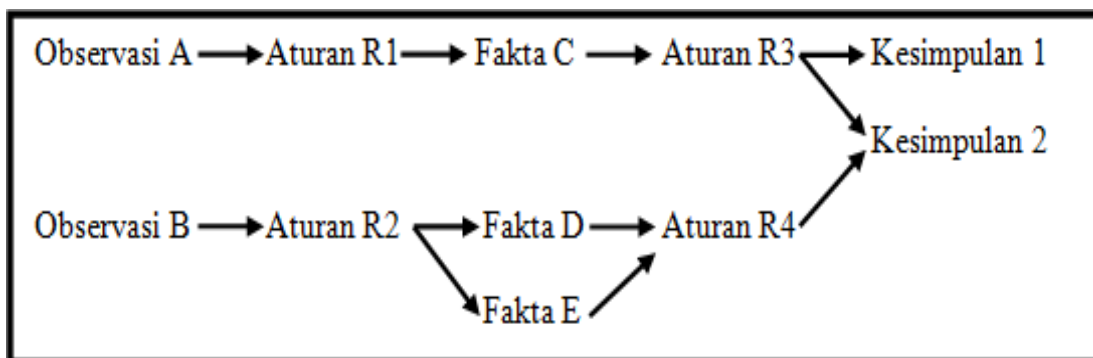 Observasi A Aturan R1 Fakta C Aturan R3 Kesimpulan 1
Kesimpulan 2
Observasi B Aturan R2 Fakta D Aturan R4
Fakta E